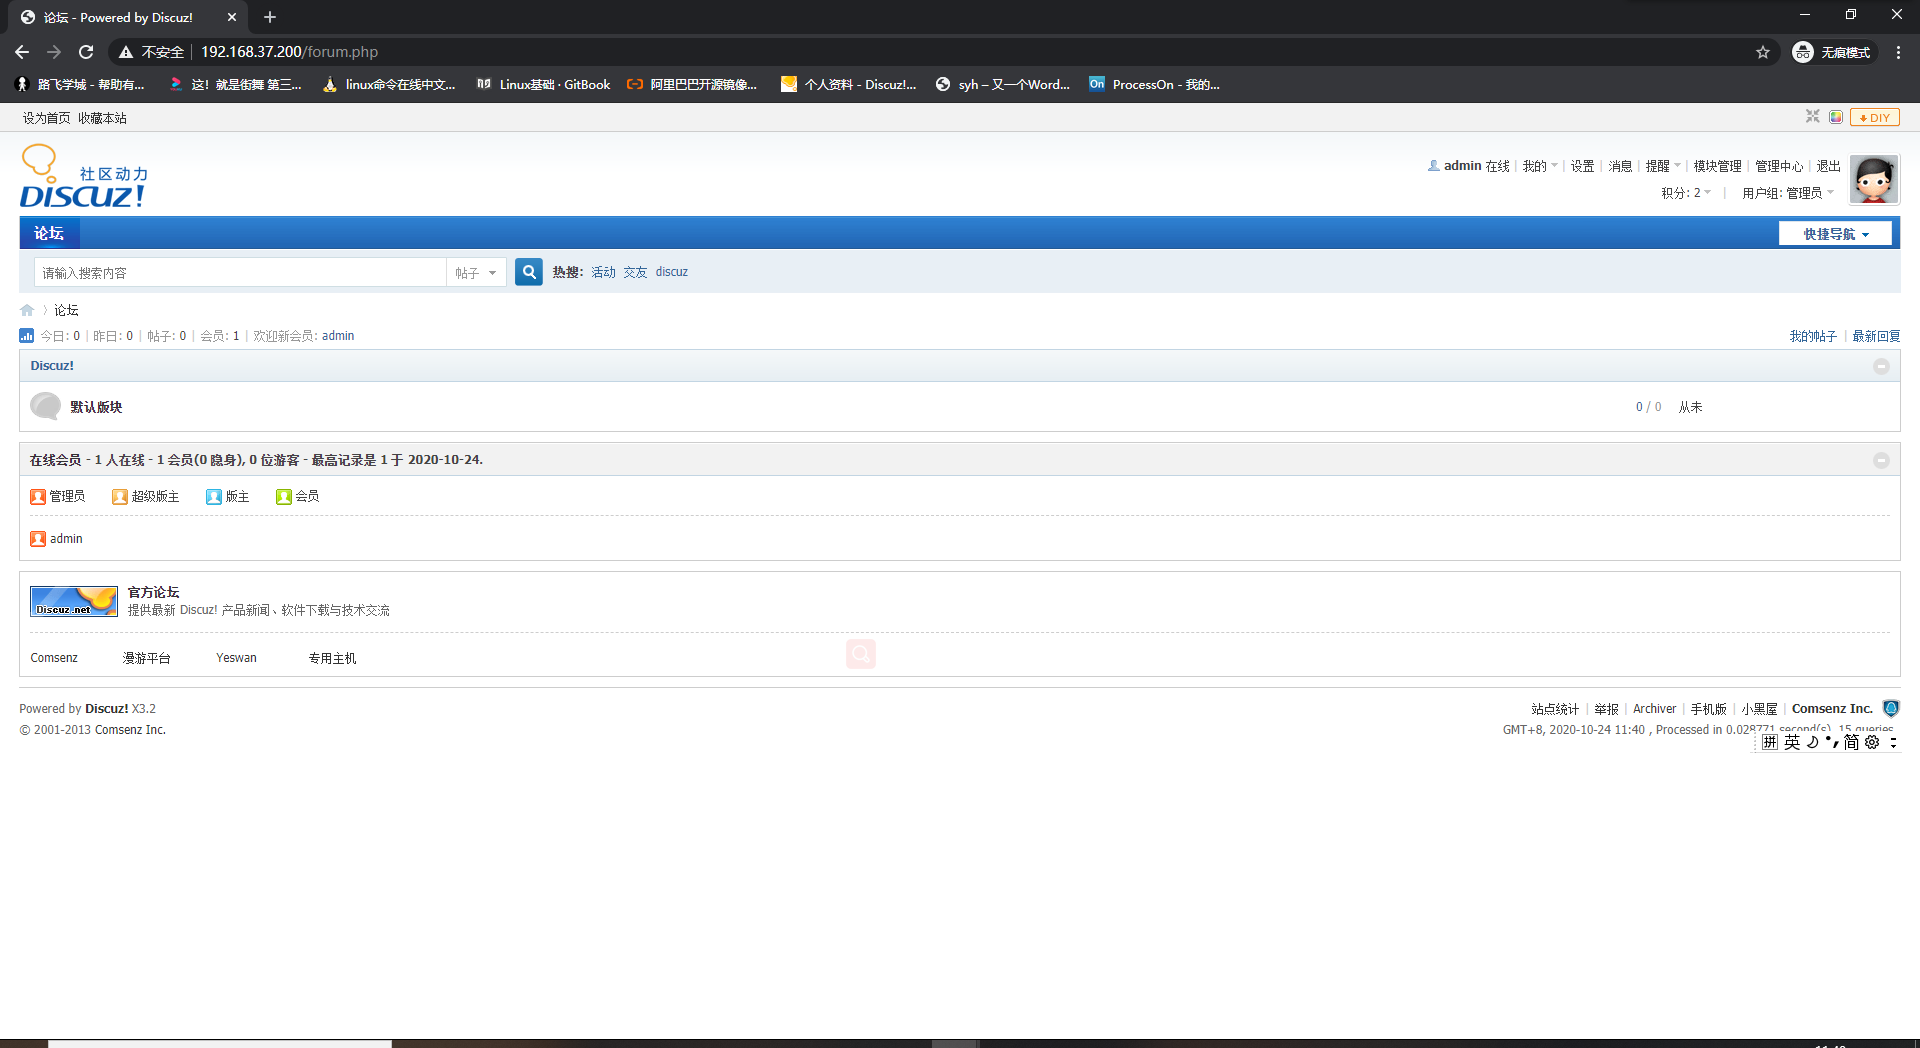 论坛 - Powered by Discuz!
不安全 192.168.37.200/forum.php 无痕模式
路飞学城 - 帮助有... 这！就是街舞 第三... linux命令在线中文... Linux基础 · GitBook 阿里巴巴开源镜像... 个人资料 - Discuz!... syh – 又一个Word... On ProcessOn - 我的...
设为首页 收藏本站 DIY
社区动力
DISCUZ!
admin 在线 | 我的 | 设置 | 消息 | 提醒 | 模块管理 | 管理中心 | 退出
积分: 2 | 用户组: 管理员
论坛 快捷导航
请输入搜索内容 帖子 热搜: 活动 交友 discuz
论坛
今日: 0 | 昨日: 0 | 帖子: 0 | 会员: 1 | 欢迎新会员: admin 我的帖子 | 最新回复
Discuz!
默认版块 0 / 0 从未
在线会员 - 1 人在线 - 1 会员(0 隐身), 0 位游客 - 最高记录是 1 于 2020-10-24.
管理员 超级版主 版主 会员
admin
Discuz.net 官方论坛
提供最新 Discuz! 产品新闻、软件下载与技术交流
Comsenz 漫游平台 Yeswan 专用主机
Powered by Discuz! X3.2 站点统计 | 举报 | Archiver | 手机版 | 小黑屋 | Comsenz Inc.
© 2001-2013 Comsenz Inc. GMT+8, 2020-10-24 11:40 , Processed in 0.028771 second(s), 15 queries
拼 英 简